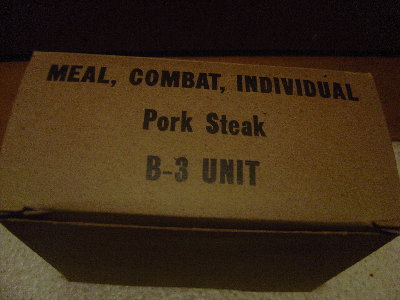 MEAL, COMBAT, INDIVIDUAL
Pork Steak
B-3 UNIT